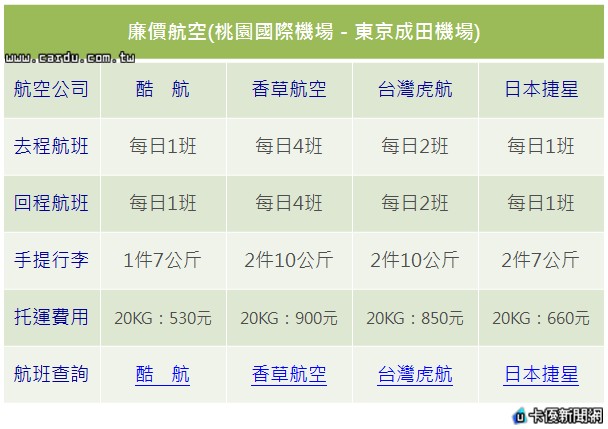 廉價航空(桃園國際機場 - 東京成田機場)
www.cardu.com.tw
航空公司 酷 航 香草航空 台灣虎航 日本捷星
去程航班 每日1班 每日4班 每日2班 每日1班
回程航班 每日1班 每日4班 每日2班 每日1班
手提行李 1件7公斤 2件10公斤 2件10公斤 2件7公斤
托運費用 20KG：530元 20KG：900元 20KG：850元 20KG：660元
航班查詢 酷 航 香草航空 台灣虎航 日本捷星
卡優新聞網